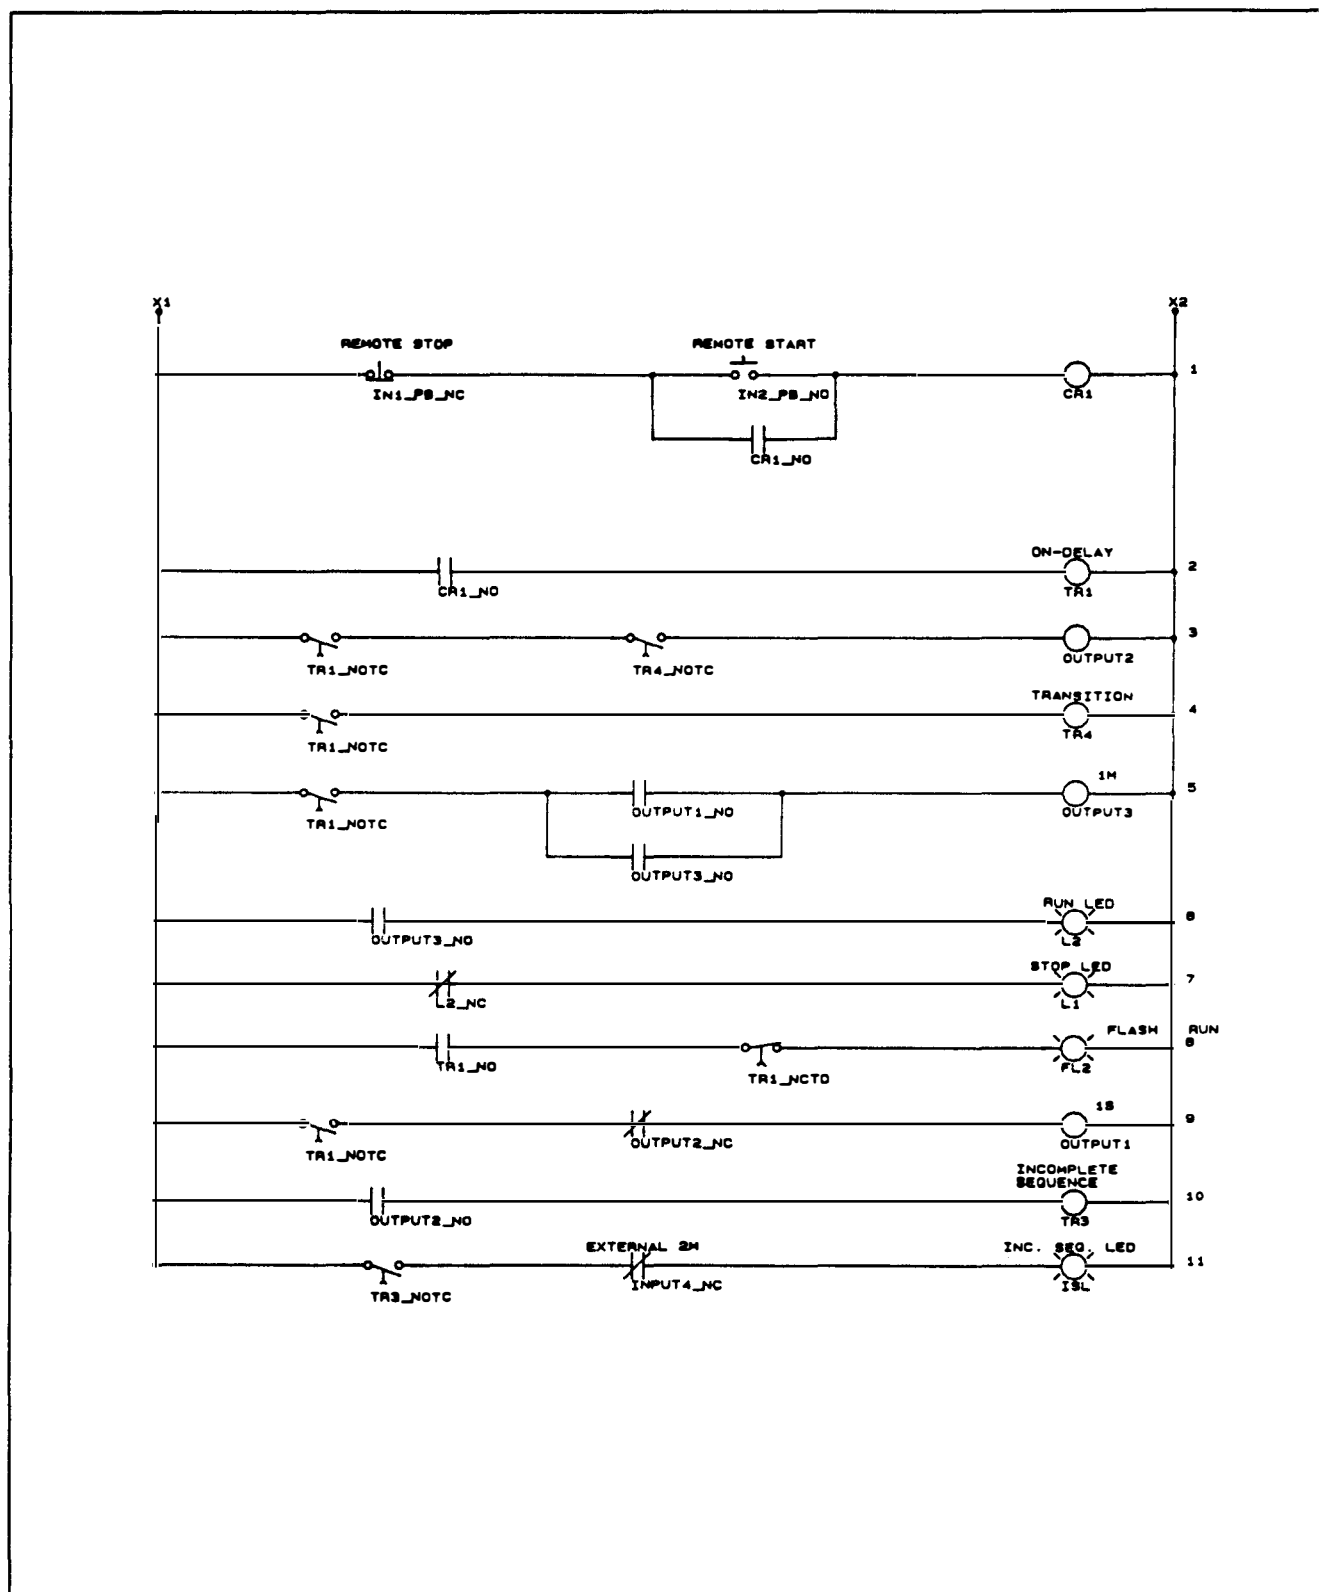 X1 X2
REMOTE STOP REMOTE START
1
IN1_PB_NC IN2_PB_NO CR1
CR1_NO
ON-DELAY
2
CR1_NO TR1
3
TR1_NOTC TR4_NOTC OUTPUT2
TRANSITION
4
TR1_NOTC TR4
1M
5
TR1_NOTC OUTPUT1_NO OUTPUT3
OUTPUT3_NO
RUN LED
6
OUTPUT3_NO L2
STOP LED
7
L2_NC L1
FLASH RUN
8
TR1_NO TR1_NCTO FL2
1S
9
TR1_NOTC OUTPUT2_NC OUTPUT1
INCOMPLETE
SEQUENCE
10
OUTPUT2_NO TR3
EXTERNAL 2M INC. SEQ. LED
11
TR3_NOTC INPUT4_NC ISL